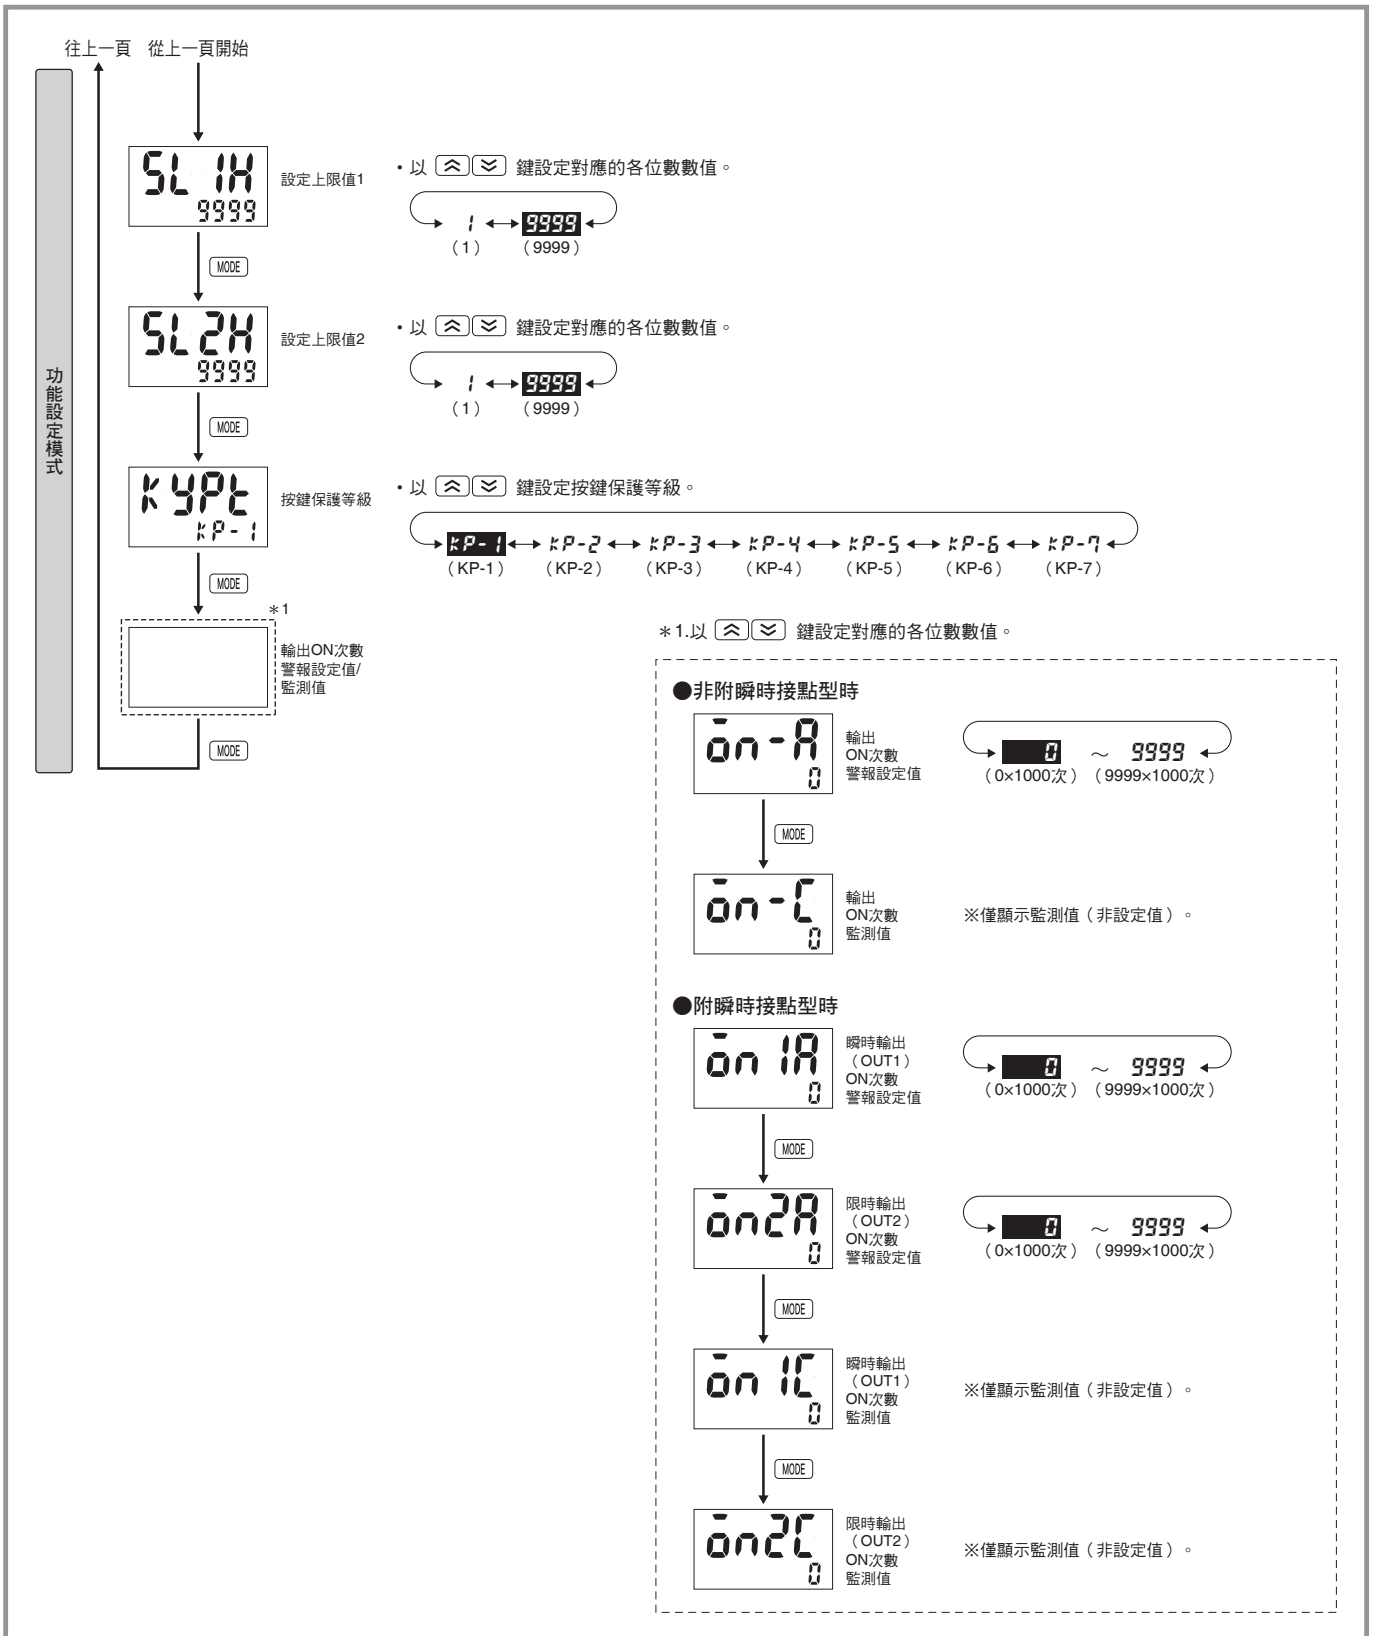 往上一頁 從上一頁開始
功能設定模式
SL 1H
9999
設定上限值1
・以 鍵設定對應的各位數數值。
1 9999
(1) (9999)
MODE
SL2H
9999
設定上限值2
・以 鍵設定對應的各位數數值。
1 9999
(1) (9999)
MODE
KYPt
KP-1
按鍵保護等級
・以 鍵設定按鍵保護等級。
KP-1 KP-2 KP-3 KP-4 KP-5 KP-6 KP-7
(KP-1) (KP-2) (KP-3) (KP-4) (KP-5) (KP-6) (KP-7)
MODE
＊1
輸出ON次數
警報設定值/
監測值
MODE
＊1.以 鍵設定對應的各位數數值。
●非附瞬時接點型時
on-A
0
輸出
ON次數
警報設定值
0 ～ 9999
(0×1000次) (9999×1000次)
MODE
on-C
0
輸出
ON次數
監測值
※僅顯示監測值(非設定值)。
●附瞬時接點型時
on 1A
0
瞬時輸出
(OUT1)
ON次數
警報設定值
0 ～ 9999
(0×1000次) (9999×1000次)
MODE
on2A
0
限時輸出
(OUT2)
ON次數
警報設定值
0 ～ 9999
(0×1000次) (9999×1000次)
MODE
on 1C
0
瞬時輸出
(OUT1)
ON次數
監測值
※僅顯示監測值(非設定值)。
MODE
on2C
0
限時輸出
(OUT2)
ON次數
監測值
※僅顯示監測值(非設定值)。